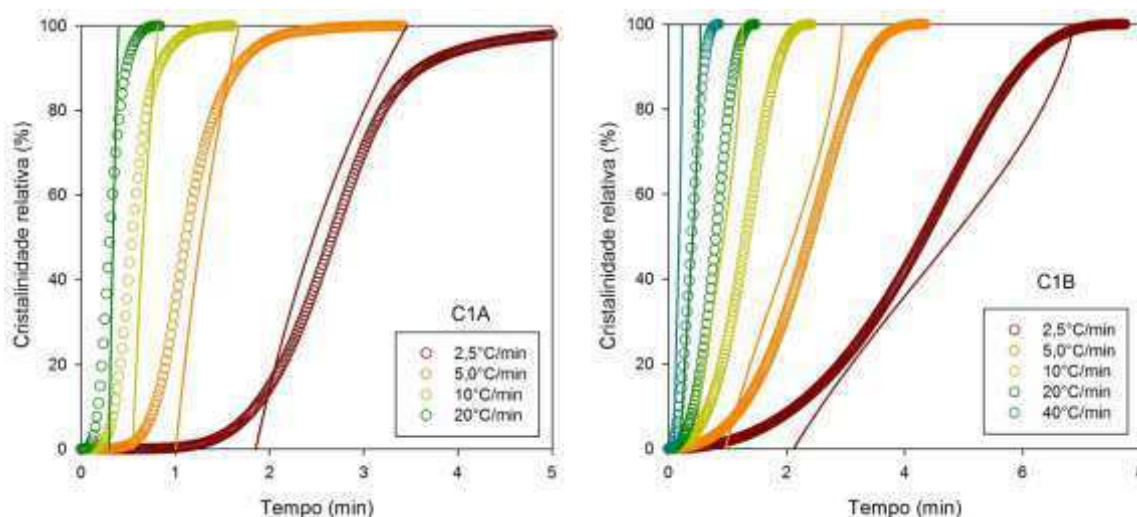 100
80
60
40
20
0
Cristalinidade relativa (%)
0
1
2
3
4
5
Tempo (min)
C1A
2,5°C/min
5,0°C/min
10°C/min
20°C/min
100
80
60
40
20
0
Cristalinidade relativa (%)
0
2
4
6
8
Tempo (min)
C1B
2,5°C/min
5,0°C/min
10°C/min
20°C/min
40°C/min